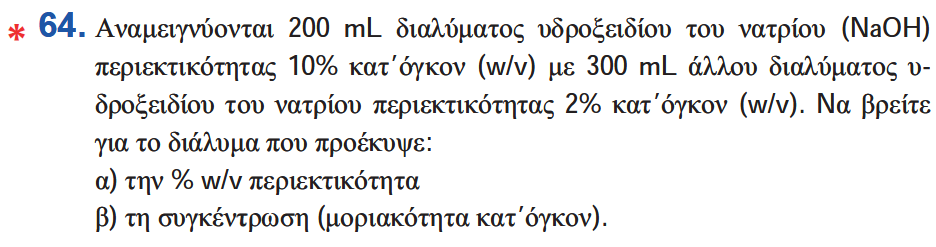 * 64. Αναμειγνύονται 200 mL διαλύματος υδροξειδίου του νατρίου (NaOH)
περιεκτικότητας 10% κατ΄όγκον (w/v) με 300 mL άλλου διαλύματος υ-
δροξειδίου του νατρίου περιεκτικότητας 2% κατ΄όγκον (w/v). Να βρείτε
για το διάλυμα που προέκυψε:
α) την % w/v περιεκτικότητα
β) τη συγκέντρωση (μοριακότητα κατ΄όγκον).